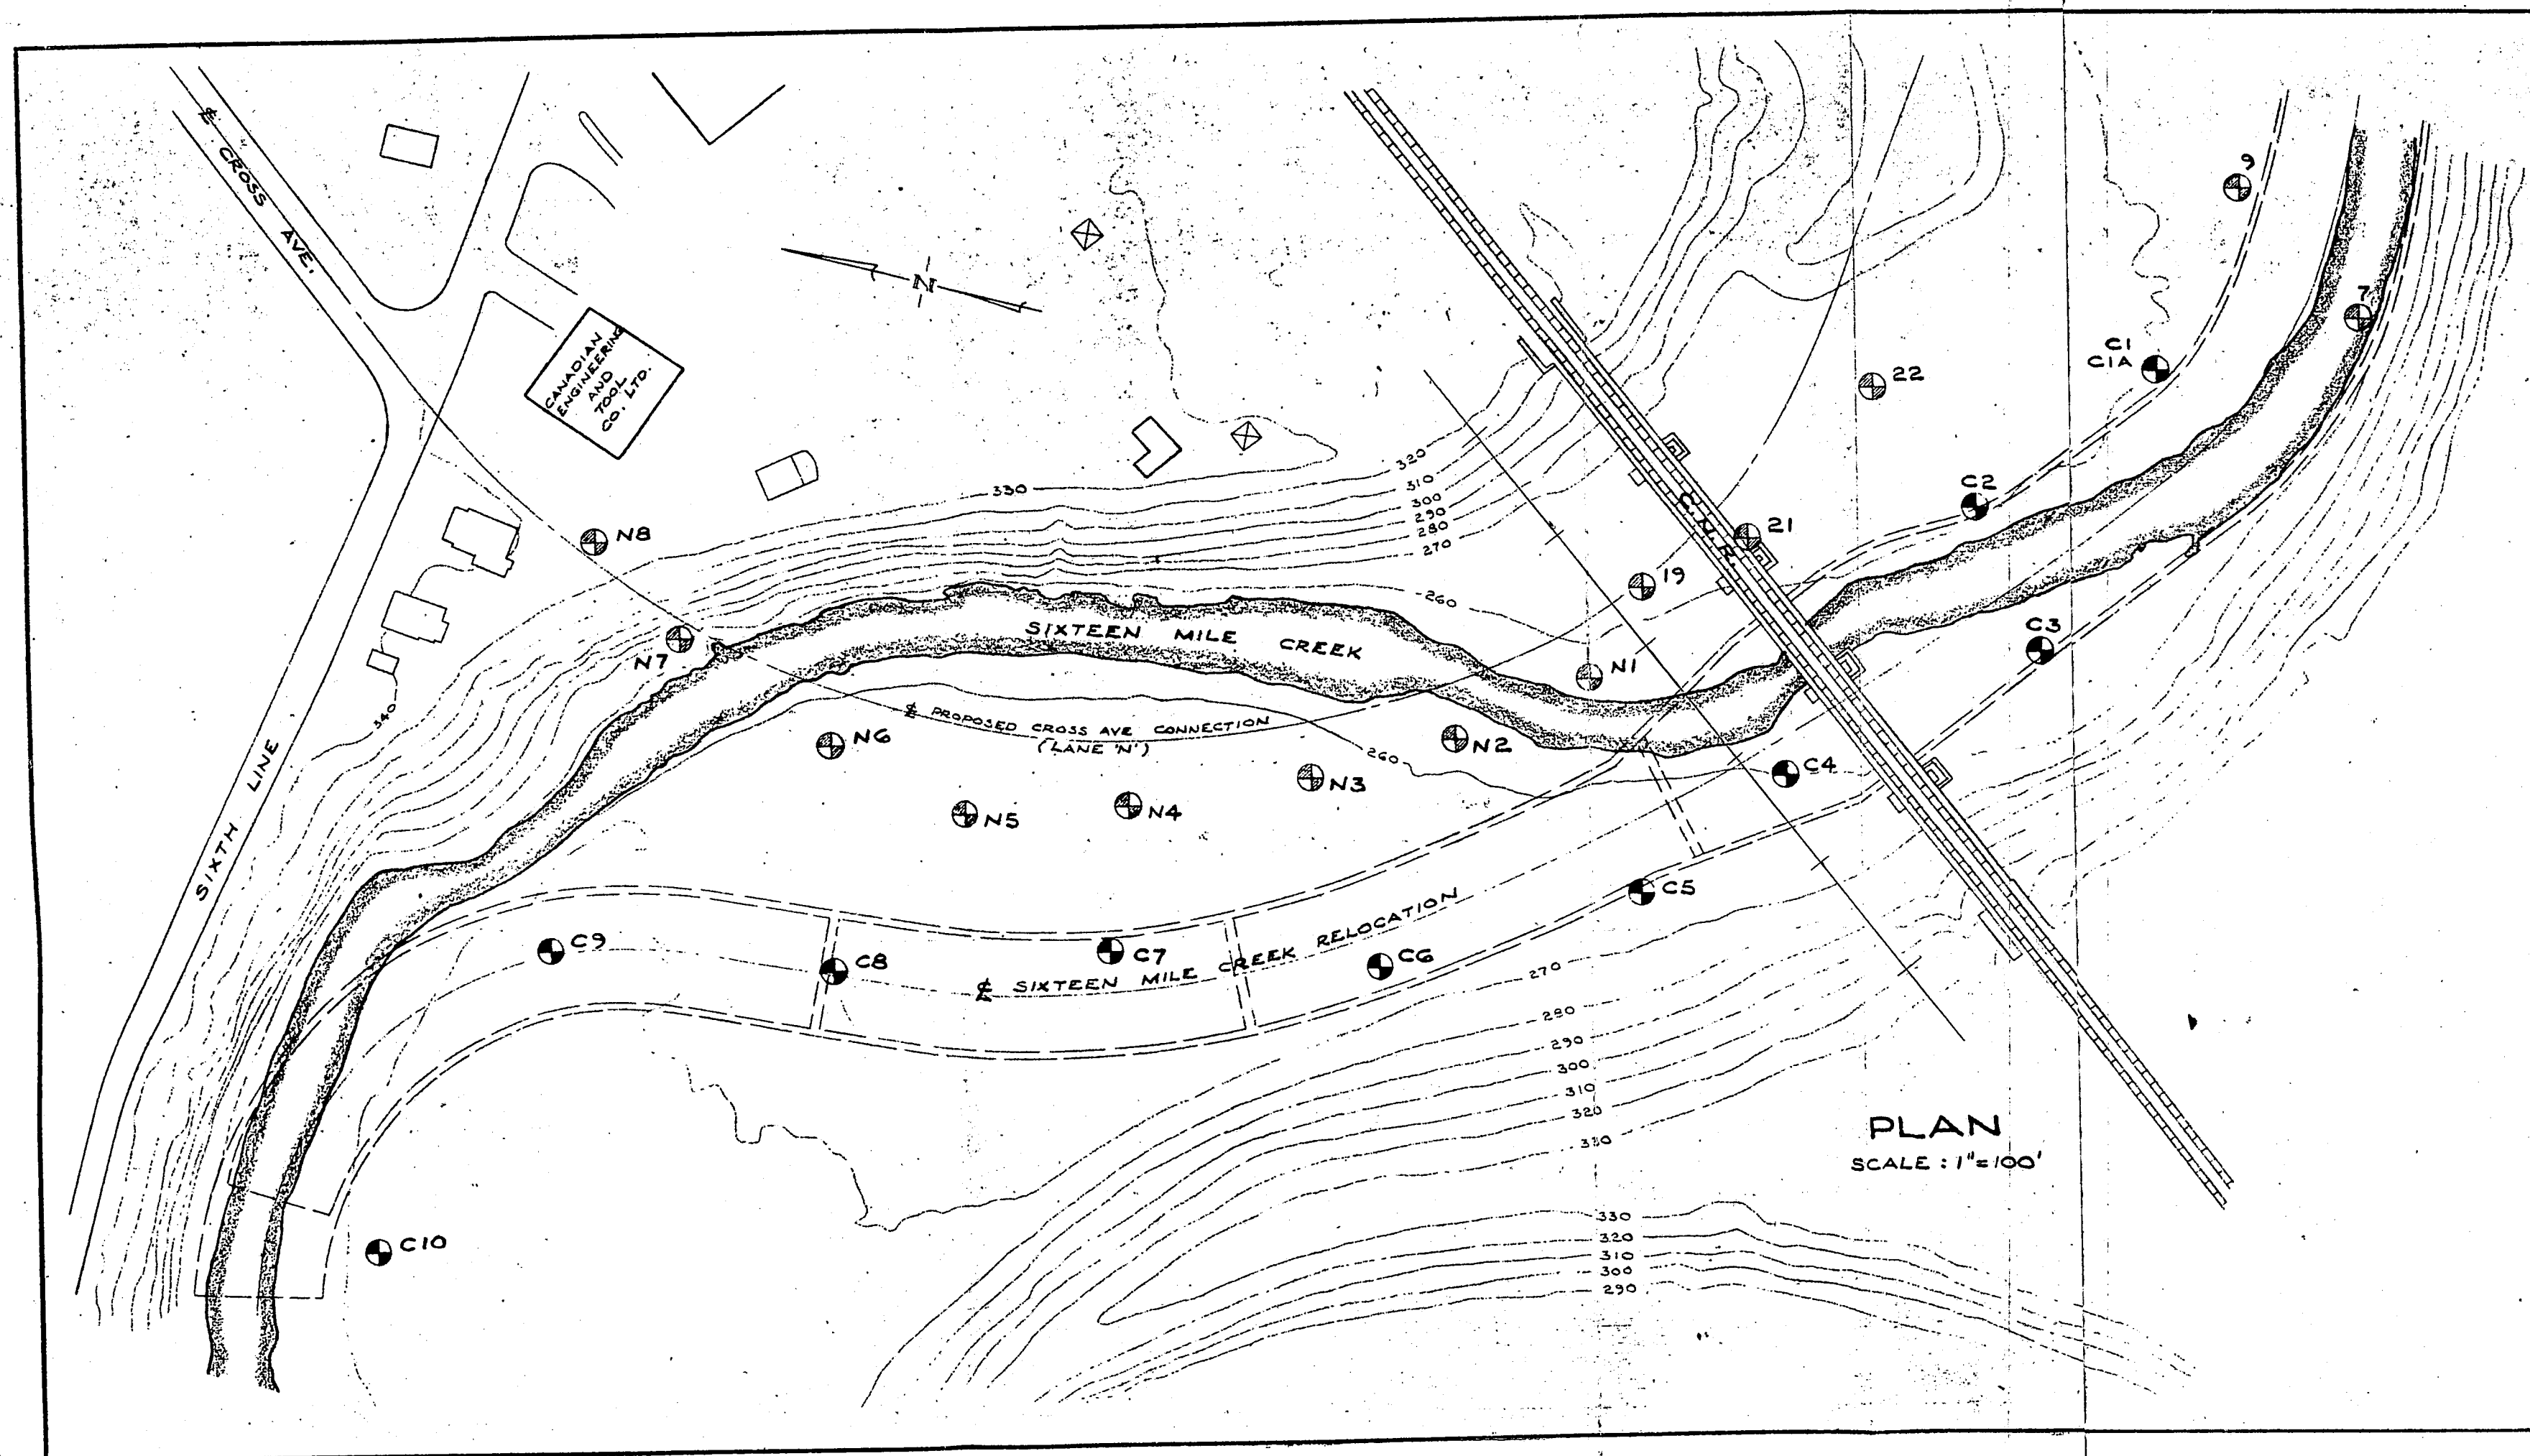 ℄ CROSS AVE.
CANADIAN
ENGINEERING
AND
TOOL
CO. LTD.
N
9
7
C1
C1A
22
C2
21
C.N.R.
19
C3
N8
N7
N1
330
320
310
300
290
280
270
260
SIXTEEN MILE CREEK
℄ PROPOSED CROSS AVE CONNECTION
(LANE 'N')
260
N6
N2
N3
C4
N5
N4
340
SIXTH LINE
C5
C9
C8
C7
C6
℄ SIXTEEN MILE CREEK RELOCATION
270
280
290
300
310
320
330
C10
PLAN
SCALE : 1"=100'
330
320
310
300
290